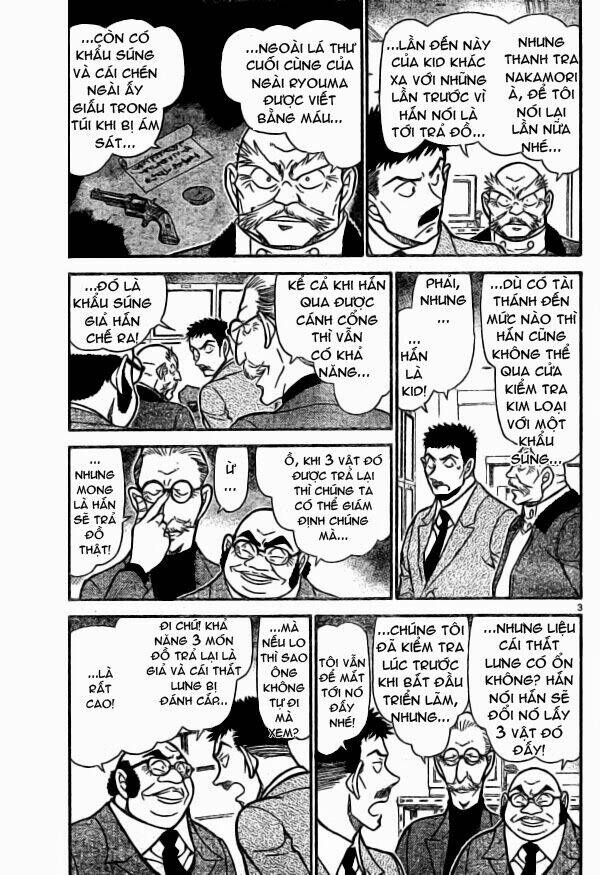 NHƯNG
THANH TRA
NAKAMORI
À, ĐỂ TÔI
NÓI LẠI
LẦN NỮA
NHÉ...
...LẦN ĐẾN NÀY
CỦA KID KHÁC
XA VỚI NHỮNG
LẦN TRƯỚC VÌ
HẮN NÓI LÀ
TỚI TRẢ ĐỒ...
...NGOÀI LÁ THƯ
CUỐI CÙNG CỦA
NGÀI RYOUMA
ĐƯỢC VIẾT
BẰNG MÁU...
...CÒN CÓ
KHẨU SÚNG
VÀ CÁI CHÉN
NGÀI ẤY
GIẤU TRONG
TÚI KHI BỊ ÁM
SÁT...
...DÙ CÓ TÀI
THÁNH ĐẾN
MỨC NÀO THÌ
HẮN CŨNG
KHÔNG THỂ
QUA CỬA
KIỂM TRA
KIM LOẠI
VỚI MỘT
KHẨU
SÚNG...
PHẢI,
NHƯNG
...
...HẮN
LÀ
KID!
KỂ CẢ KHI HẮN
QUA ĐƯỢC
CÁNH CỔNG
THÌ VẪN
CÓ KHẢ
NĂNG...
...ĐÓ LÀ
KHẨU SÚNG
GIẢ HẮN
CHẾ RA!
Ồ, KHI 3 VẬT ĐÓ
ĐƯỢC TRẢ LẠI
THÌ CHÚNG TA
CÓ THỂ GIÁM
ĐỊNH CHÚNG
MÀ...
Ừ
...
...
NHƯNG
MONG
LÀ HẮN
SẼ TRẢ
ĐỒ
THẬT!
3
...NHƯNG LIỆU
CÁI THẮT
LƯNG CÓ ỔN
KHÔNG? HẮN
NÓI HẮN SẼ
ĐỔI NÓ LẤY
3 VẬT ĐÓ
ĐẤY!
...CHÚNG TÔI
ĐÃ KIỂM TRA
LÚC TRƯỚC
KHI BẮT ĐẦU
TRIỂN LÃM,
NHƯNG...
TÔI VẪN
ĐỂ MẮT
TỚI NÓ
ĐẤY
NHÉ!
...MÀ
NẾU LO
THÌ SAO
ÔNG
KHÔNG
TỰ ĐI
MÀ
XEM?
ĐI CHỨ! KHẢ
NĂNG 3 MÓN
ĐỒ TRẢ LẠI LÀ
GIẢ VÀ CÁI THẮT
LƯNG BỊ
ĐÁNH CẮP...
...LÀ
RẤT
CAO!